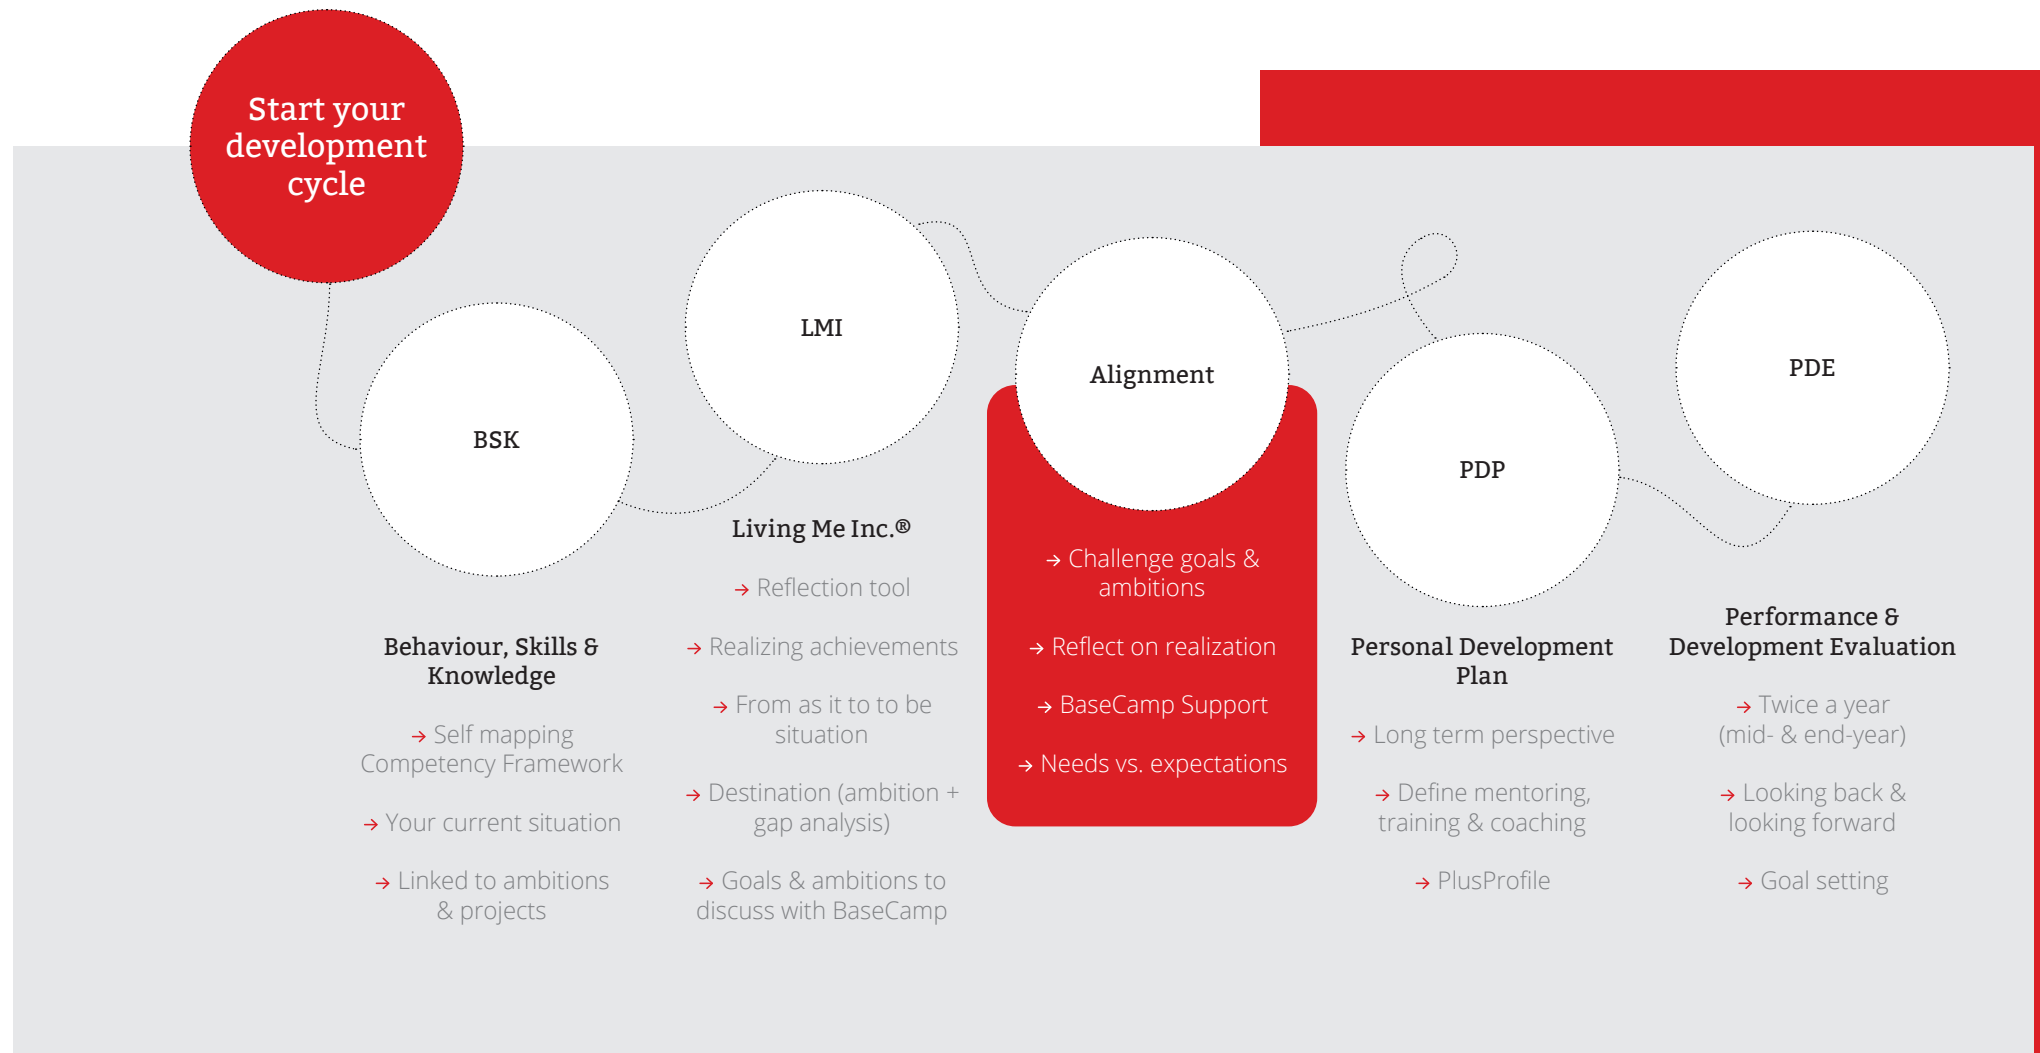 Start your
development
cycle
BSK
Behaviour, Skills &
Knowledge
→ Self mapping
Competency Framework
→ Your current situation
→ Linked to ambitions
& projects
LMI
Living Me Inc.®
→ Reflection tool
→ Realizing achievements
→ From as it to to be
situation
→ Destination (ambition +
gap analysis)
→ Goals & ambitions to
discuss with BaseCamp
Alignment
→ Challenge goals &
ambitions
→ Reflect on realization
→ BaseCamp Support
→ Needs vs. expectations
PDP
Personal Development
Plan
→ Long term perspective
→ Define mentoring,
training & coaching
→ PlusProfile
PDE
Performance &
Development Evaluation
→ Twice a year
(mid- & end-year)
→ Looking back &
looking forward
→ Goal setting